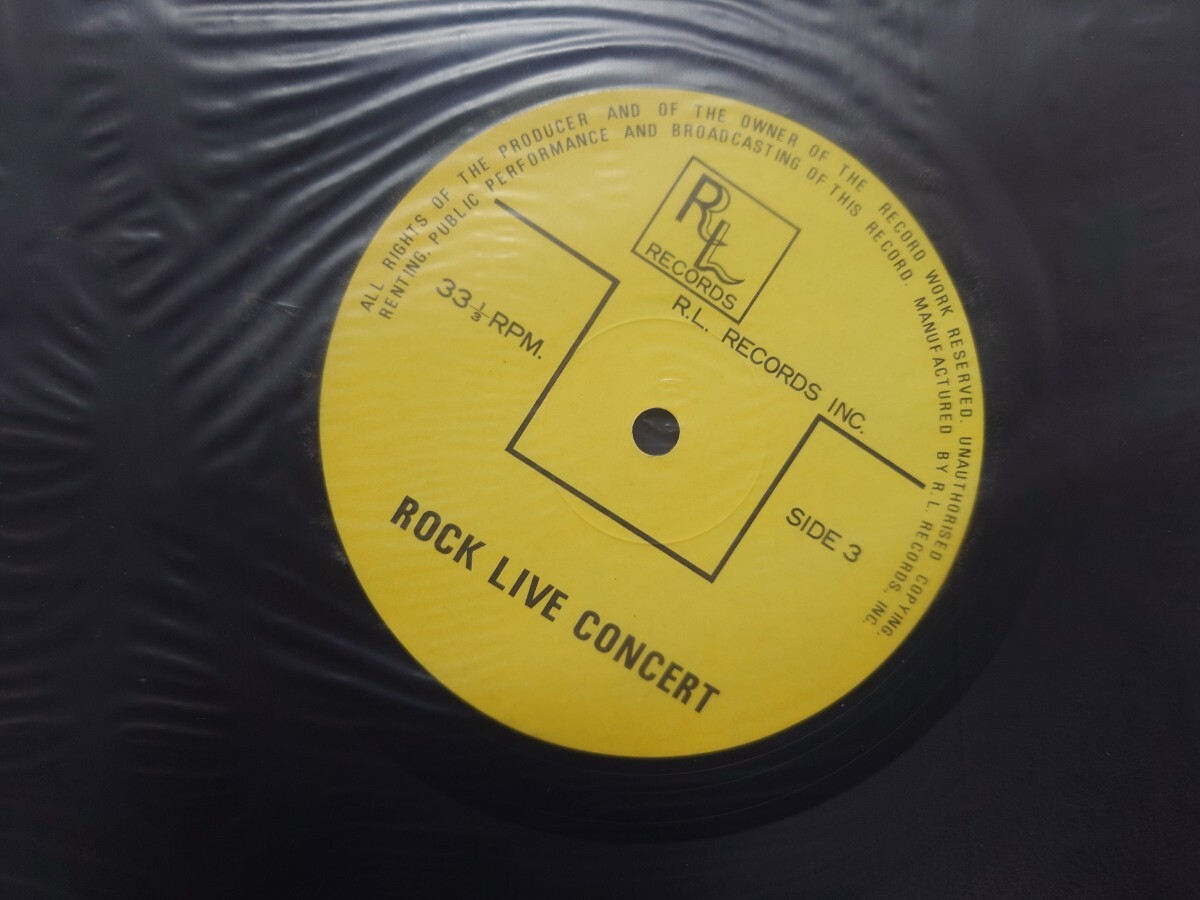 ALL RIGHTS OF THE PRODUCER AND OF THE OWNER OF THE RECORD WORK RESERVED. UNAUTHORISED COPYING.
RENTING. PUBLIC PERFORMANCE AND BROADCASTING OF THIS RECORD. MANUFACTURED BY R.L. RECORDS, INC.
RL
RECORDS
R.L. RECORDS INC.
33⅓ RPM.
SIDE 3
ROCK LIVE CONCERT